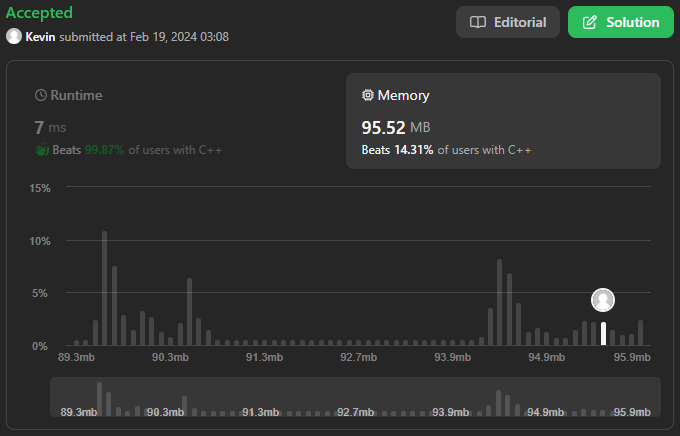 Accepted
Editorial
Solution
Kevin submitted at Feb 19, 2024 03:08
Runtime
Memory
7 ms
95.52 MB
Beats 99.87% of users with C++
Beats 14.31% of users with C++
15%
10%
5%
0%
89.3mb 90.3mb 91.3mb 92.7mb 93.9mb 94.9mb 95.9mb
89.3mb 90.3mb 91.3mb 92.7mb 93.9mb 94.9mb 95.9mb